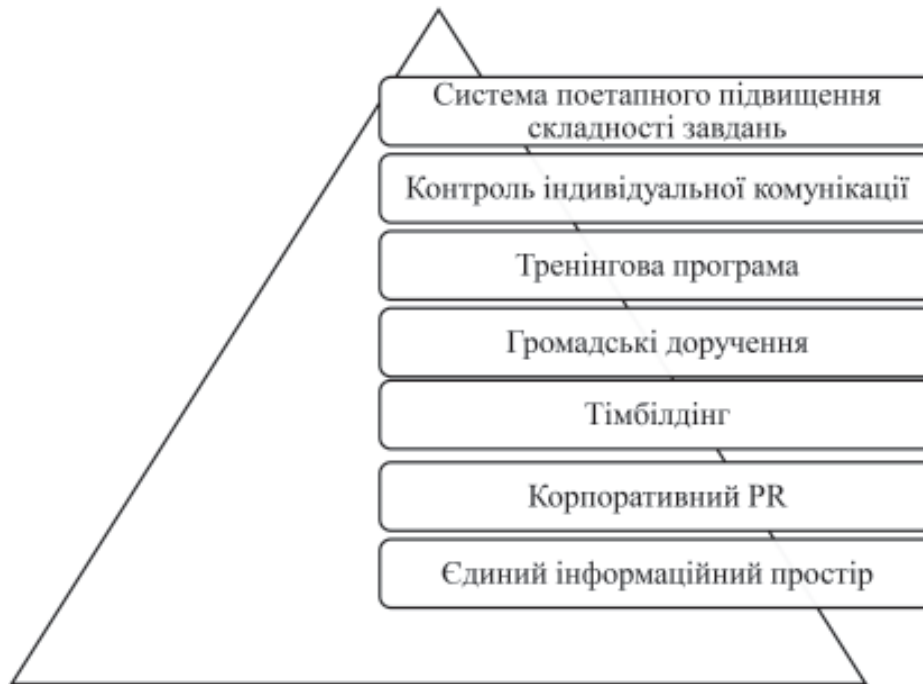 Система поетапного підвищення
складності завдань
Контроль індивідуальної комунікації
Тренінгова програма
Громадські доручення
Тімбілдінг
Корпоративний PR
Єдиний інформаційний простір